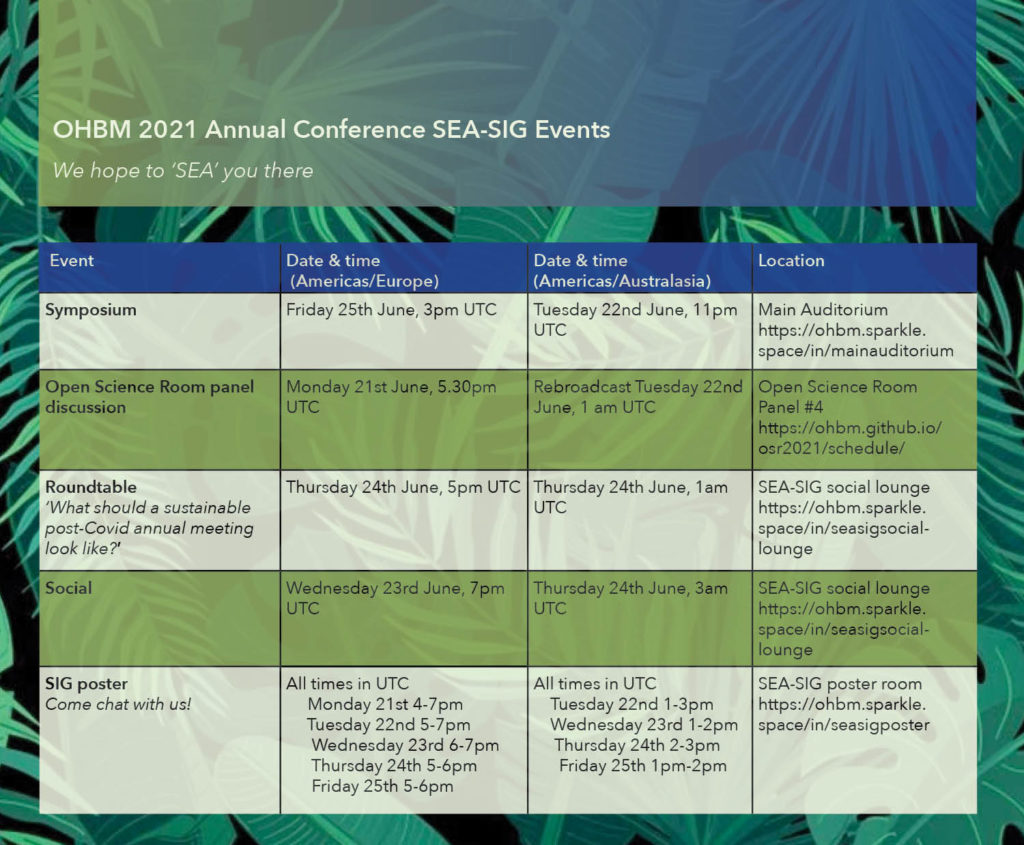 OHBM 2021 Annual Conference SEA-SIG Events
We hope to ‘SEA’ you there
Event
Date & time
(Americas/Europe)
Date & time
(Americas/Australasia)
Location
Symposium
Friday 25th June, 3pm UTC
Tuesday 22nd June, 11pm
UTC
Main Auditorium
https://ohbm.sparkle.
space/in/mainauditorium
Open Science Room panel
discussion
Monday 21st June, 5.30pm
UTC
Rebroadcast Tuesday 22nd
June, 1 am UTC
Open Science Room
Panel #4
https://ohbm.github.io/
osr2021/schedule/
Roundtable
‘What should a sustainable
post-Covid annual meeting
look like?’
Thursday 24th June, 5pm UTC
Thursday 24th June, 1am
UTC
SEA-SIG social lounge
https://ohbm.sparkle.
space/in/seasigsocial-
lounge
Social
Wednesday 23rd June, 7pm
UTC
Thursday 24th June, 3am
UTC
SEA-SIG social lounge
https://ohbm.sparkle.
space/in/seasigsocial-
lounge
SIG poster
Come chat with us!
All times in UTC
Monday 21st 4-7pm
Tuesday 22nd 5-7pm
Wednesday 23rd 6-7pm
Thursday 24th 5-6pm
Friday 25th 5-6pm
All times in UTC
Tuesday 22nd 1-3pm
Wednesday 23rd 1-2pm
Thursday 24th 2-3pm
Friday 25th 1pm-2pm
SEA-SIG poster room
https://ohbm.sparkle.
space/in/seasigposter